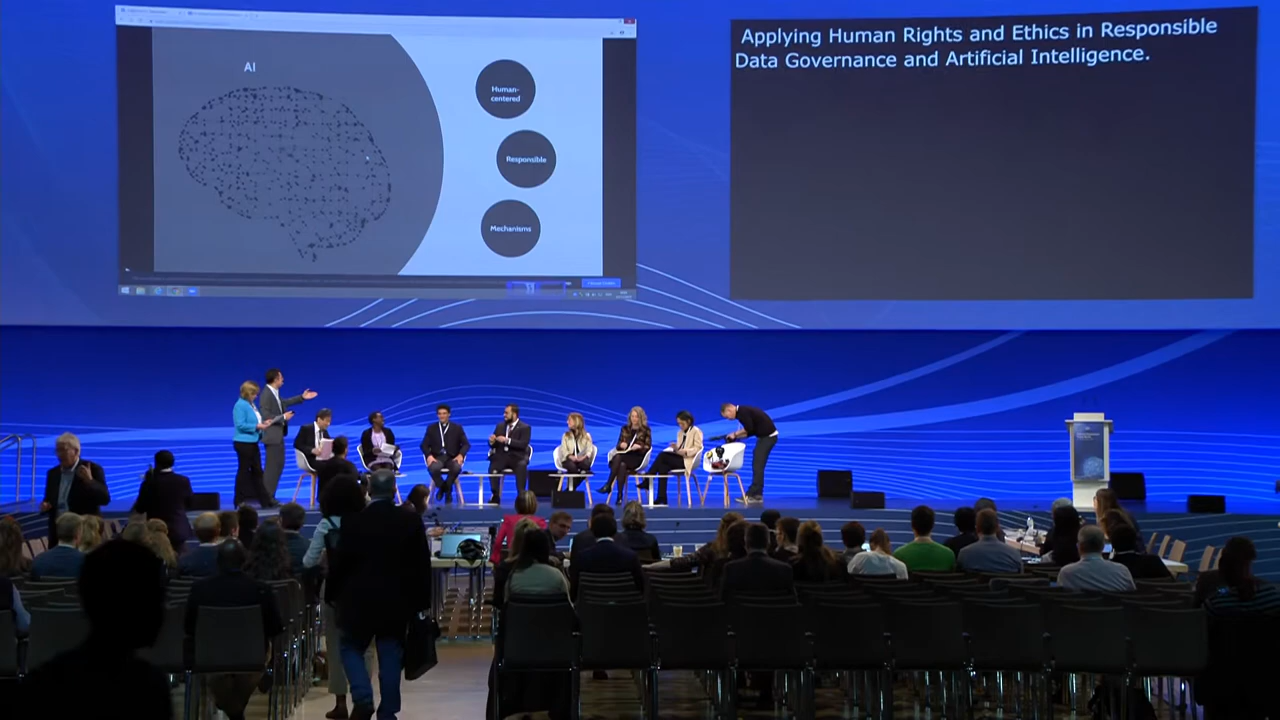 AI
Human-
centered
Responsible
Mechanisms
Applying Human Rights and Ethics in Responsible
Data Governance and Artificial Intelligence.